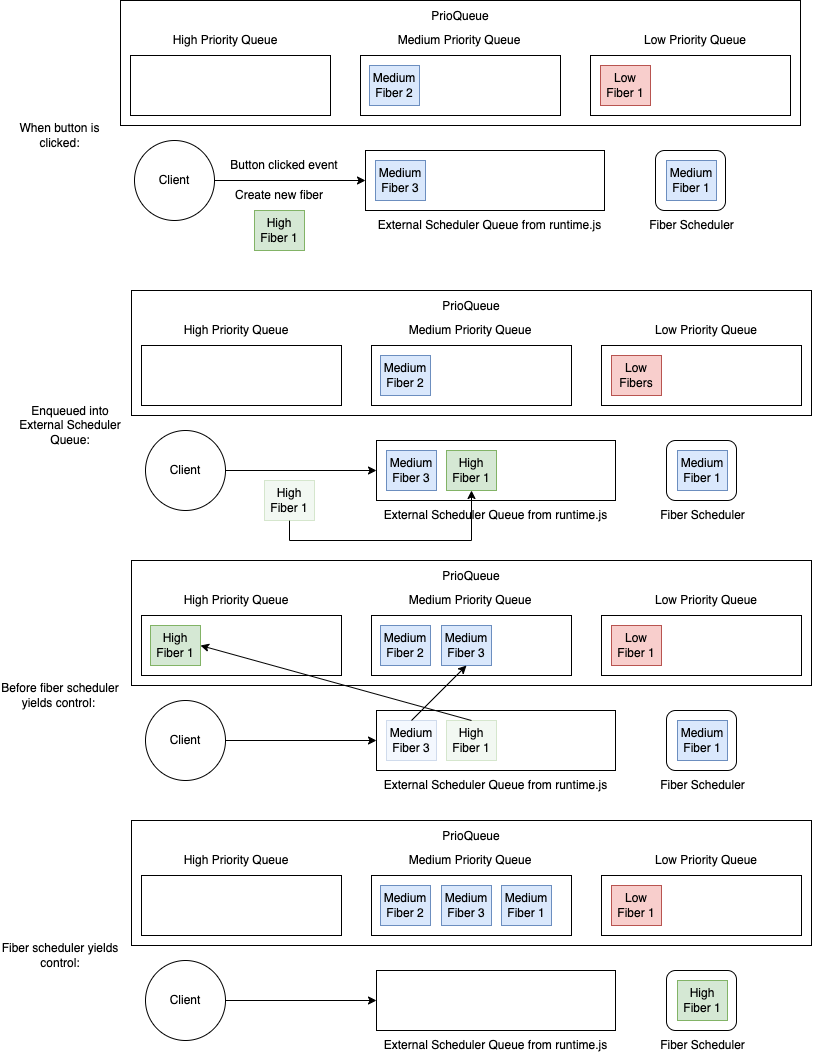 PrioQueue
High Priority Queue
Medium Priority Queue
Low Priority Queue
Medium
Fiber 2
Low
Fiber 1
When button is
clicked:
Client
Button clicked event
Create new fiber
High
Fiber 1
Medium
Fiber 3
External Scheduler Queue from runtime.js
Medium
Fiber 1
Fiber Scheduler
PrioQueue
High Priority Queue
Medium Priority Queue
Low Priority Queue
Medium
Fiber 2
Low
Fibers
Enqueued into
External Scheduler
Queue:
Client
High
Fiber 1
Medium
Fiber 3
High
Fiber 1
External Scheduler Queue from runtime.js
Medium
Fiber 1
Fiber Scheduler
PrioQueue
High Priority Queue
Medium Priority Queue
Low Priority Queue
High
Fiber 1
Medium
Fiber 2
Medium
Fiber 3
Low
Fiber 1
Before fiber scheduler
yields control:
Client
Medium
Fiber 3
High
Fiber 1
External Scheduler Queue from runtime.js
Medium
Fiber 1
Fiber Scheduler
PrioQueue
High Priority Queue
Medium Priority Queue
Low Priority Queue
Medium
Fiber 2
Medium
Fiber 3
Medium
Fiber 1
Low
Fiber 1
Fiber scheduler yields
control:
Client
External Scheduler Queue from runtime.js
High
Fiber 1
Fiber Scheduler